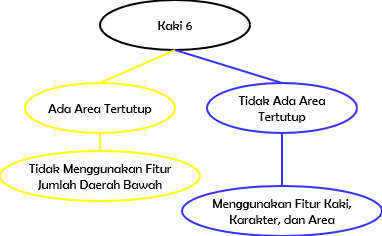 Kaki 6
Ada Area Tertutup
Tidak Ada Area
Tertutup
Tidak Menggunakan Fitur
Jumlah Daerah Bawah
Menggunakan Fitur Kaki,
Karakter, dan Area